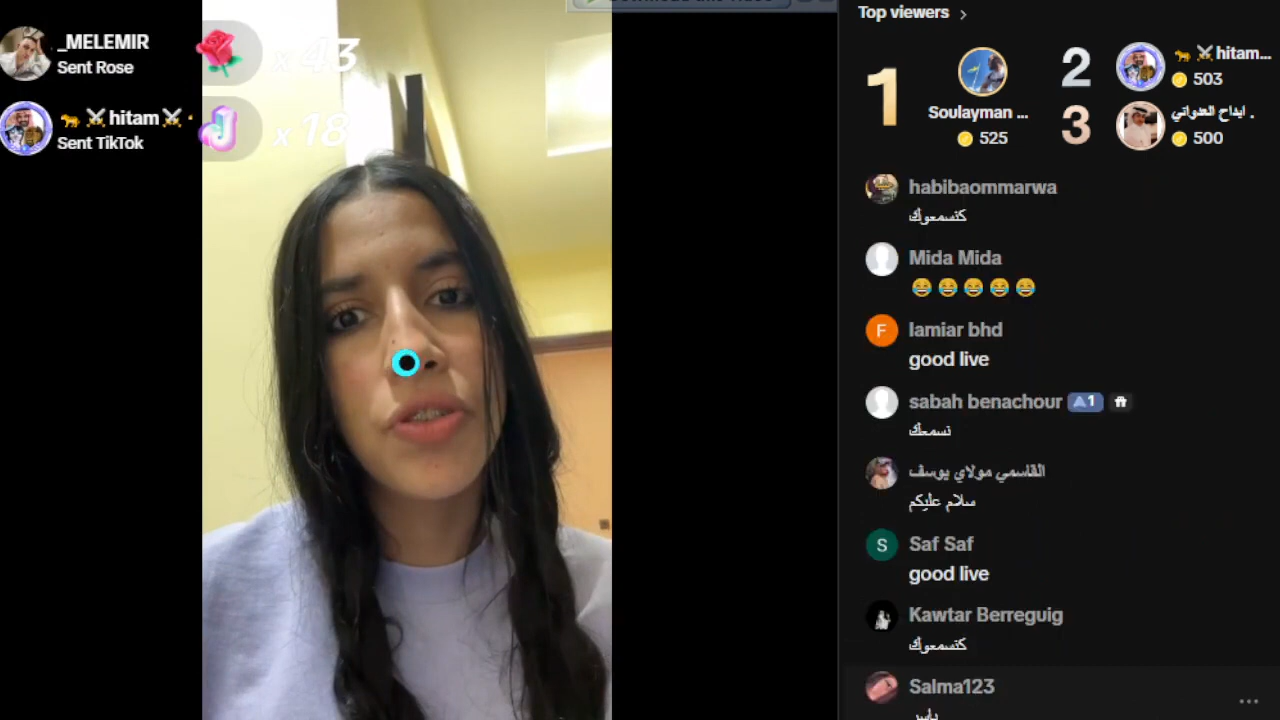 _MELEMIR
Sent Rose
x 43
hitam
Sent TikTok
x 18
Top viewers
1
Soulayman ...
525
2
hitam...
503
3
ابداح العدواني .
500
habibaommarwa
كنسمعوك
Mida Mida
F
lamiar bhd
good live
sabah benachour
A1
نسمعك
القاسمي مولاي يوسف
سلام عليكم
S
Saf Saf
good live
Kawtar Berreguig
كنسمعوك
Salma123